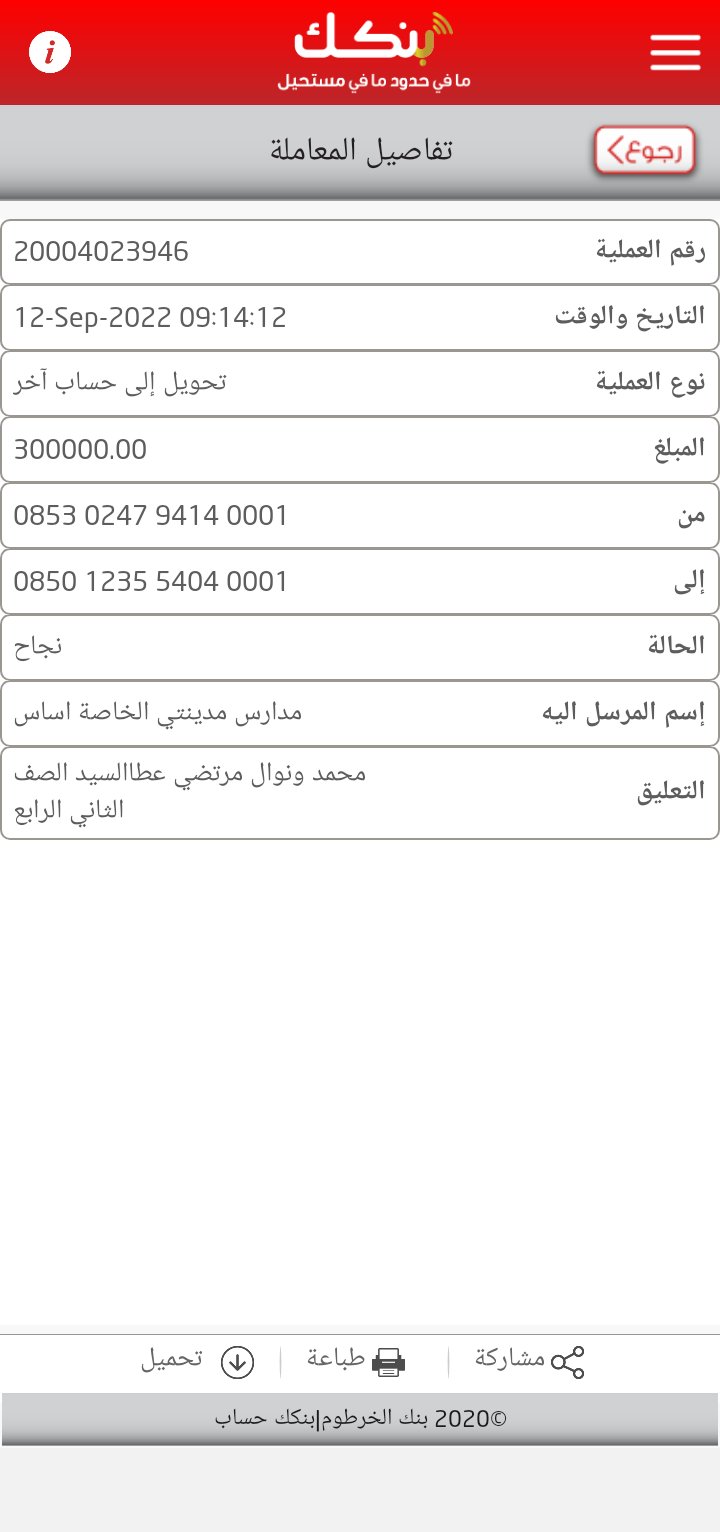 بنكك
ما في حدود ما في مستحيل
رجوع
تفاصيل المعاملة
رقم العملية 20004023946
التاريخ والوقت 12-Sep-2022 09:14:12
نوع العملية تحويل إلى حساب آخر
المبلغ 300000.00
من 0853 0247 9414 0001
إلى 0850 1235 5404 0001
الحالة نجاح
إسم المرسل اليه مدارس مدينتي الخاصة اساس
التعليق محمد ونوال مرتضي عطاالسيد الصف
الثاني الرابع
مشاركة طباعة تحميل
©2020 بنك الخرطوم|بنكك حساب